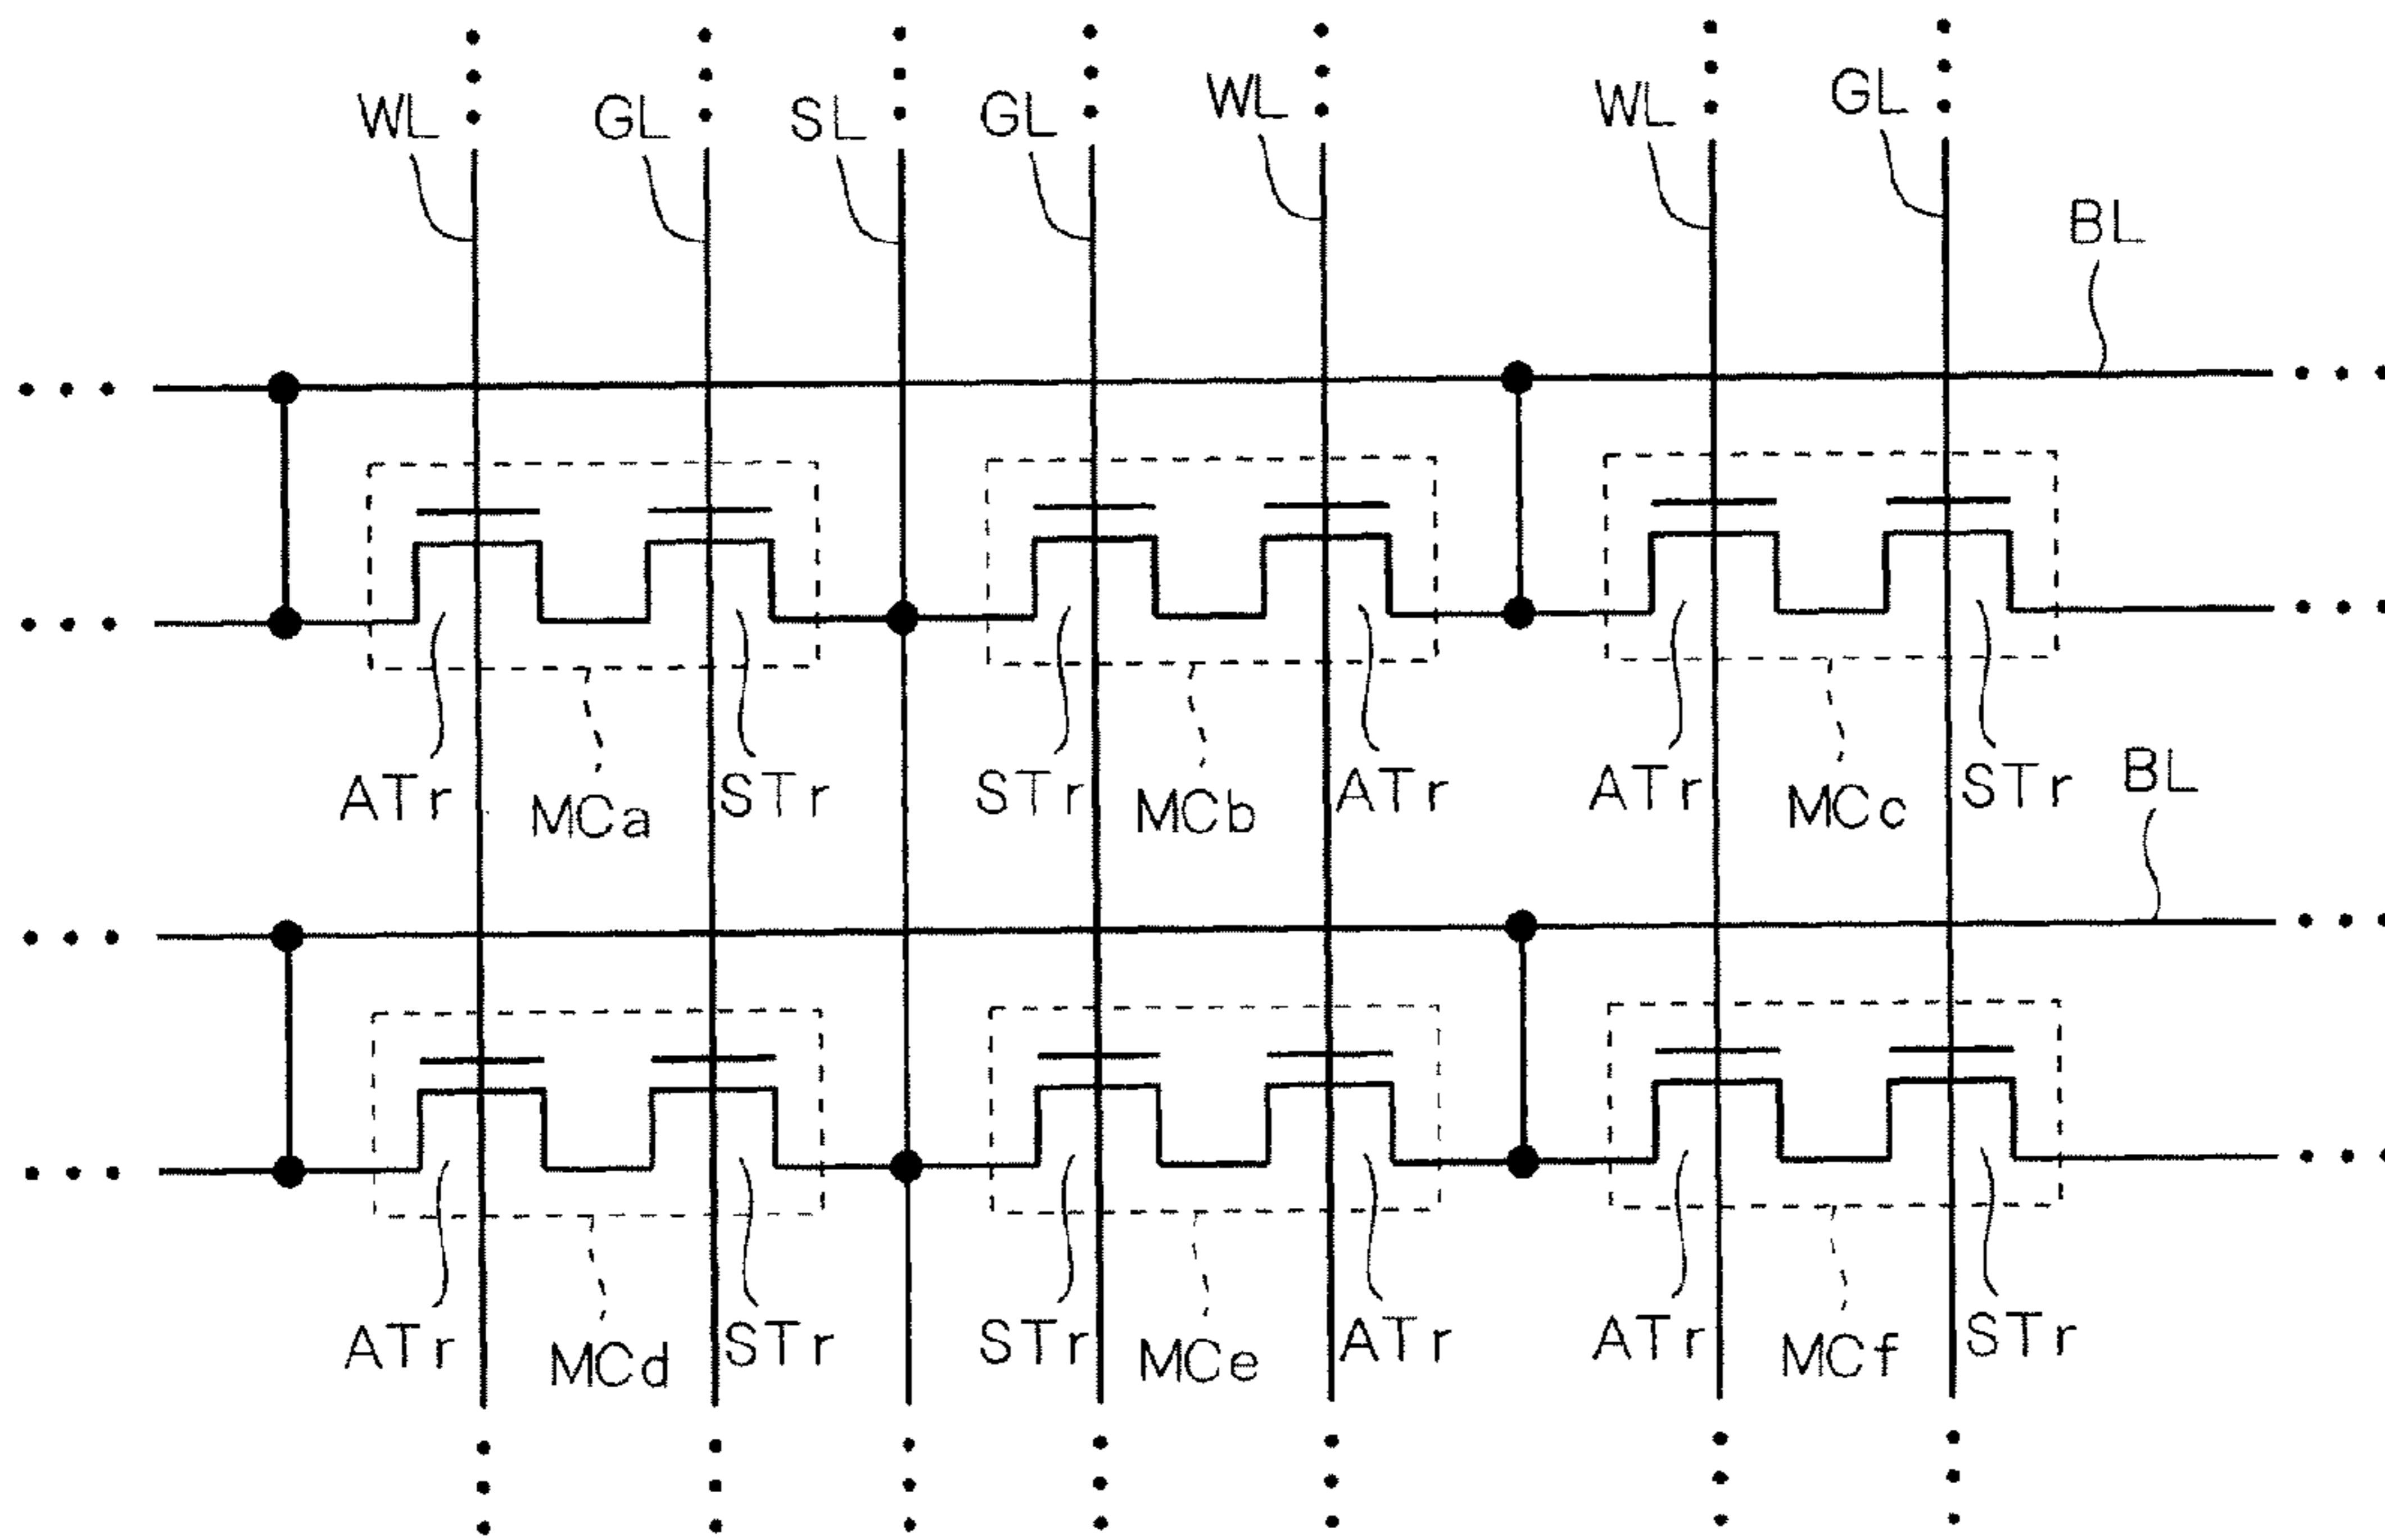 WL GL SL GL WL WL GL
BL
ATr MCa STr STr MCb ATr ATr MCc STr
BL
ATr MCd STr STr MCe ATr ATr MCf STr